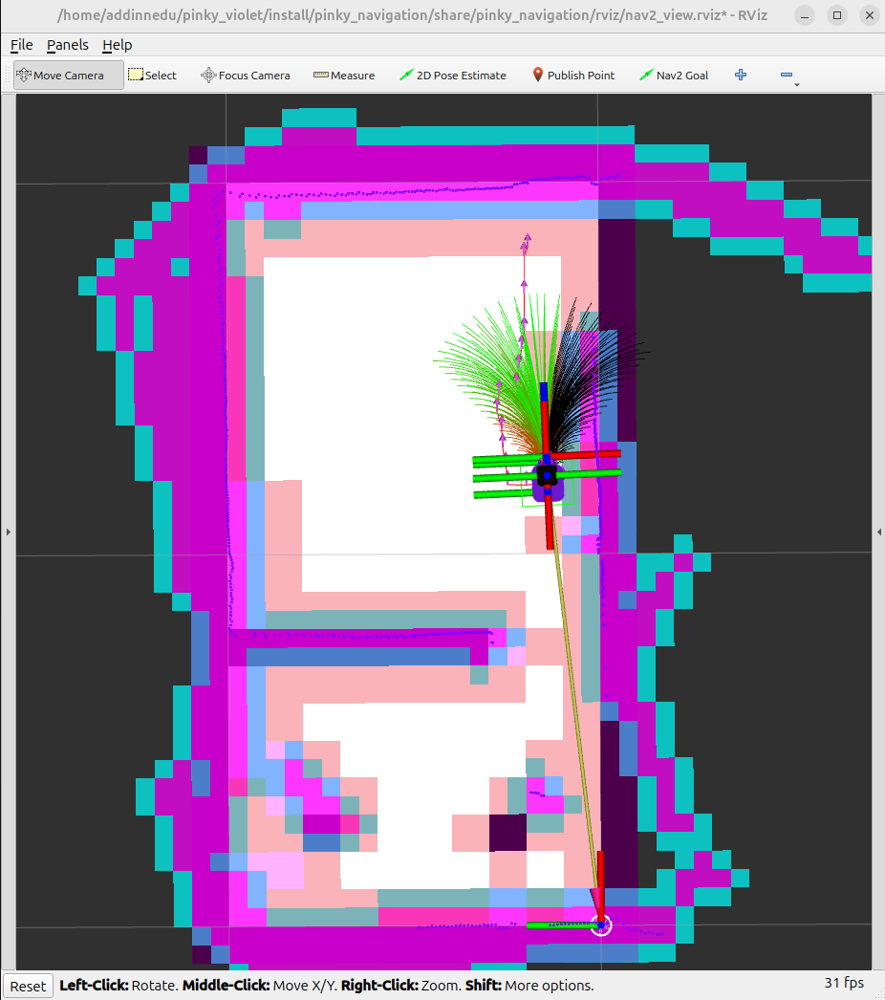 /home/addinnedu/pinky_violet/install/pinky_navigation/share/pinky_navigation/rviz/nav2_view.rviz* - RViz
File Panels Help
Move Camera Select Focus Camera Measure 2D Pose Estimate Publish Point Nav2 Goal
Reset Left-Click: Rotate. Middle-Click: Move X/Y. Right-Click: Zoom. Shift: More options. 31 fps